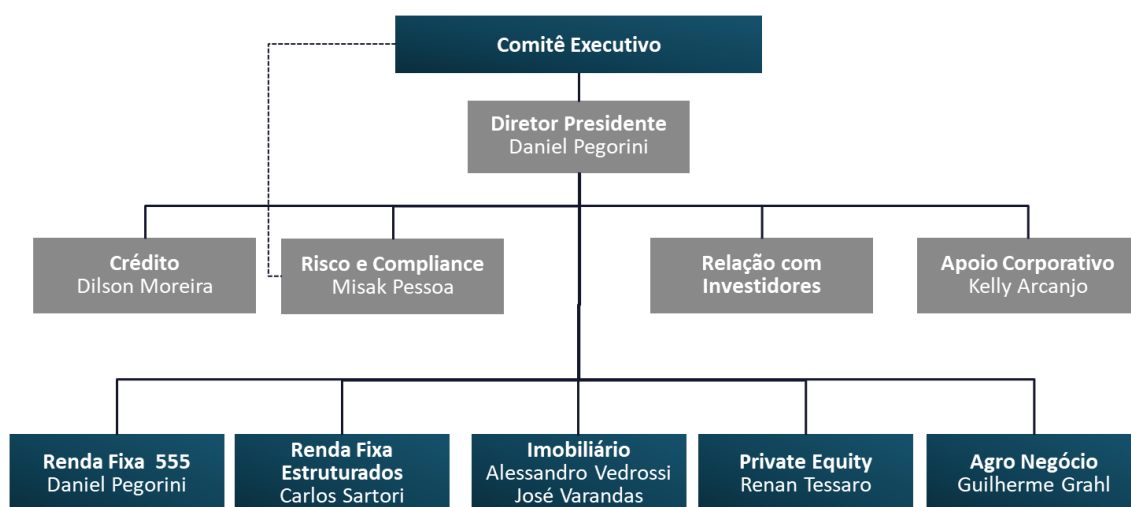 Comitê Executivo
Diretor Presidente
Daniel Pegorini
Crédito
Dilson Moreira
Risco e Compliance
Misak Pessoa
Relação com
Investidores
Apoio Corporativo
Kelly Arcanjo
Renda Fixa 555
Daniel Pegorini
Renda Fixa
Estruturados
Carlos Sartori
Imobiliário
Alessandro Vedrossi
José Varandas
Private Equity
Renan Tessaro
Agro Negócio
Guilherme Grahl